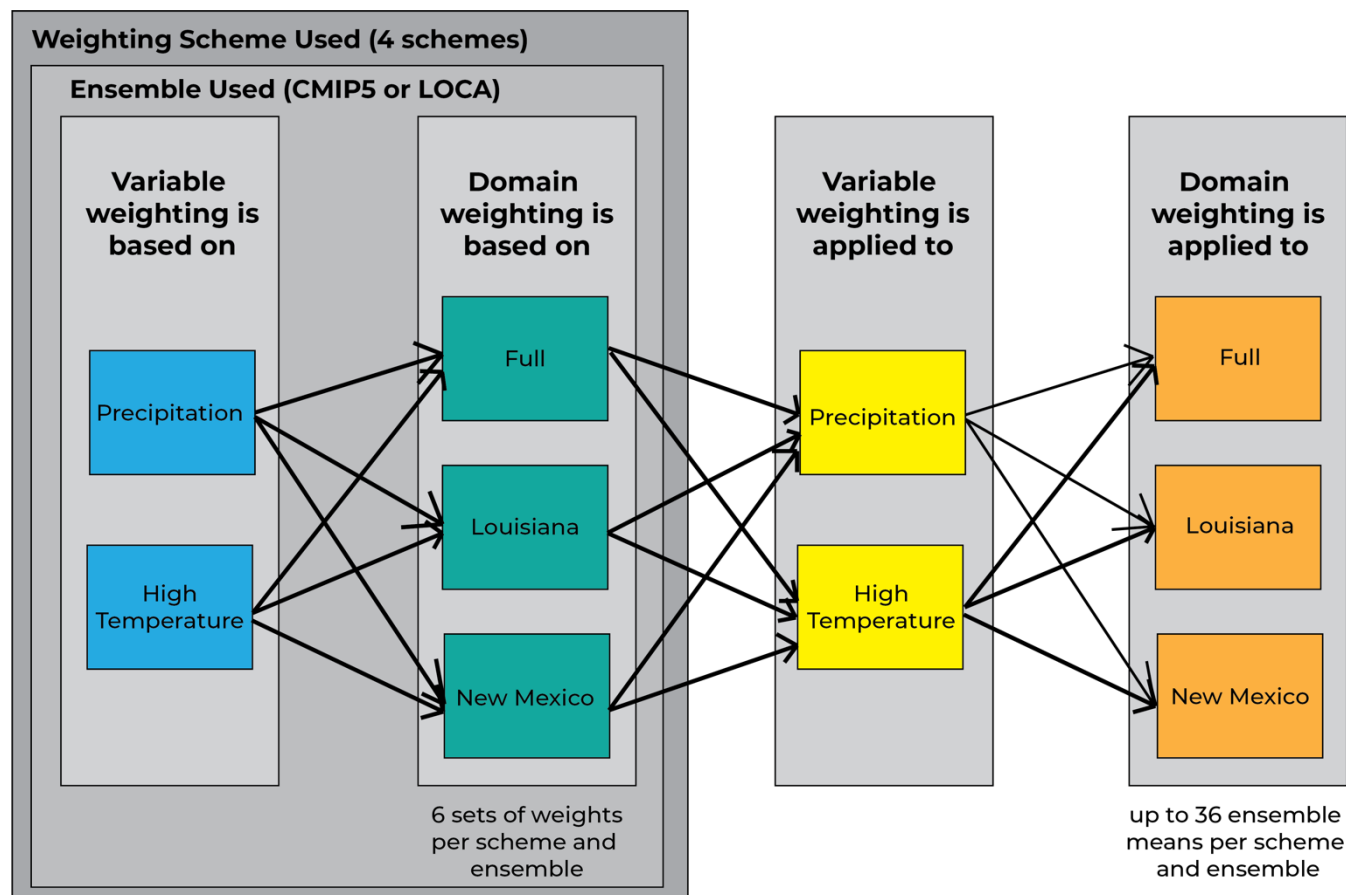 Weighting Scheme Used (4 schemes)
Ensemble Used (CMIP5 or LOCA)
Variable
weighting is
based on
Precipitation
High
Temperature
Domain
weighting is
based on
Full
Louisiana
New Mexico
6 sets of weights
per scheme and
ensemble
Variable
weighting is
applied to
Precipitation
High
Temperature
Domain
weighting is
applied to
Full
Louisiana
New Mexico
up to 36 ensemble
means per scheme
and ensemble